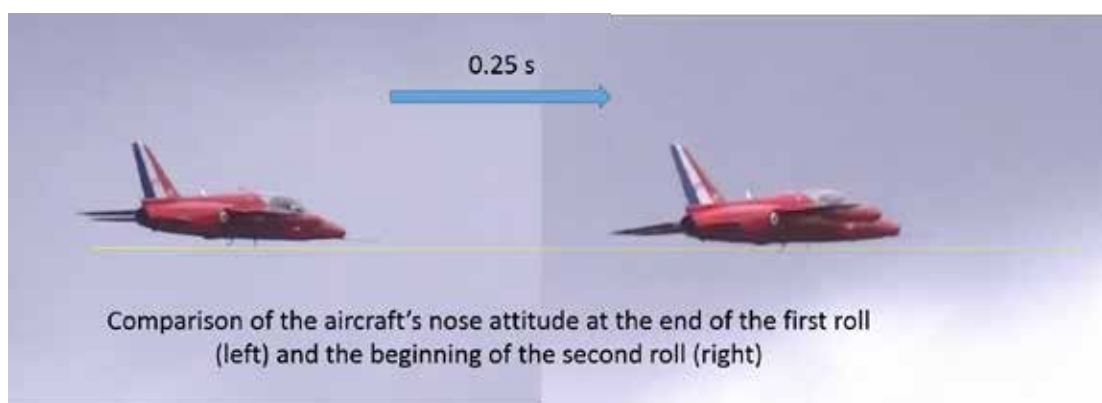 0.25 s
Comparison of the aircraft's nose attitude at the end of the first roll
(left) and the beginning of the second roll (right)